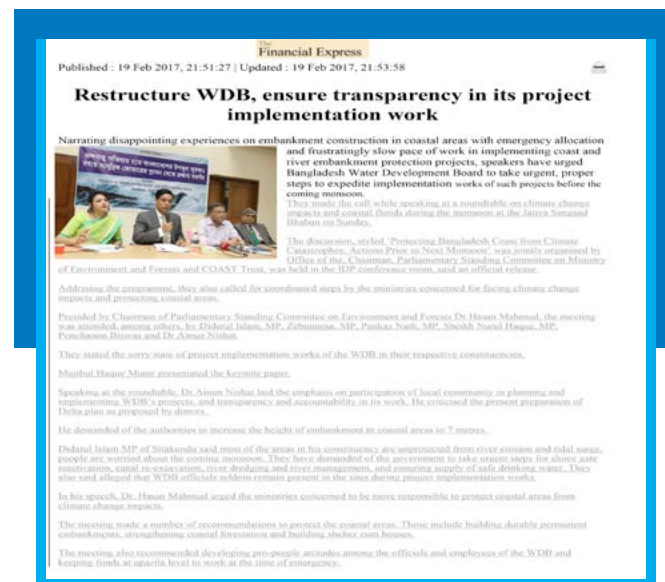 The
Financial Express
Published : 19 Feb 2017, 21:51:27 | Updated : 19 Feb 2017, 21:53:58
Restructure WDB, ensure transparency in its project
implementation work
Narrating disappointing experiences on embankment construction in coastal areas with emergency allocation
and frustratingly slow pace of work in implementing coast and
river embankment protection projects, speakers have urged
Bangladesh Water Development Board to take urgent, proper
steps to expedite implementation works of such projects before the
coming monsoon.
They made the call while speaking at a roundtable on climate change
impacts and coastal floods during the monsoon at the Jatiya Sangsad
Bhaban on Sunday.
The discussion, styled 'Protecting Bangladesh Coast from Climate
Catastrophes: Actions Prior to Next Monsoon' was jointly organised by
Office of the, Chairman, Parliamentary Standing Committee on Ministry
of Environment and Forests and COAST Trust, was held in the IDP conference room, said an official release.
Addressing the programme, they also called for coordinated steps by the ministries concerned for facing climate change
impacts and protecting coastal areas.
Presided by Chairman of Parliamentary Standing Committee on Environment and Forests Dr Hasan Mahmud, the meeting
was attended, among others, by Didarul Islam, MP, Zebunnesa, MP, Pankaz Nath, MP, Sheikh Nurul Haque, MP,
Panchanon Biswas and Dr Ainun Nishat.
They stated the sorry state of project implementation works of the WDB in their respective constituencies.
Mujibul Haque Munir presentated the keynote paper.
Speaking at the roundtable, Dr Ainun Nishat laid the emphasis on participation of local community in planning and
implementing WDB's projects, and transparency and accountability in its work. He criticised the present preparation of
Delta plan as proposed by donors.
He demanded of the authorities to increase the height of embankment in coastal areas to 7 metres.
Didarul Islam MP of Sitakunda said most of the areas in his constituency are unprotected from river erosion and tidal surge,
people are worried about the coming monsoon. They have demanded of the government to take urgent steps for sluice gate
reactivation, canal re-excavation, river dredging and river management, and ensuring supply of safe drinking water. They
also said alleged that WDB officials seldom remain present in the sites during project implementation works.
In his speech, Dr. Hasan Mahmud urged the ministries concerned to be more responsible to protect coastal areas from
climate change impacts.
The meeting made a number of recommendations to protect the coastal areas. Those include building durable permanent
embankments, strengthening coastal forestation and building shelter cum houses.
The meeting also recommended developing pro-people attitudes among the officials and employees of the WDB and
keeping funds at upazila level to work at the time of emergency.